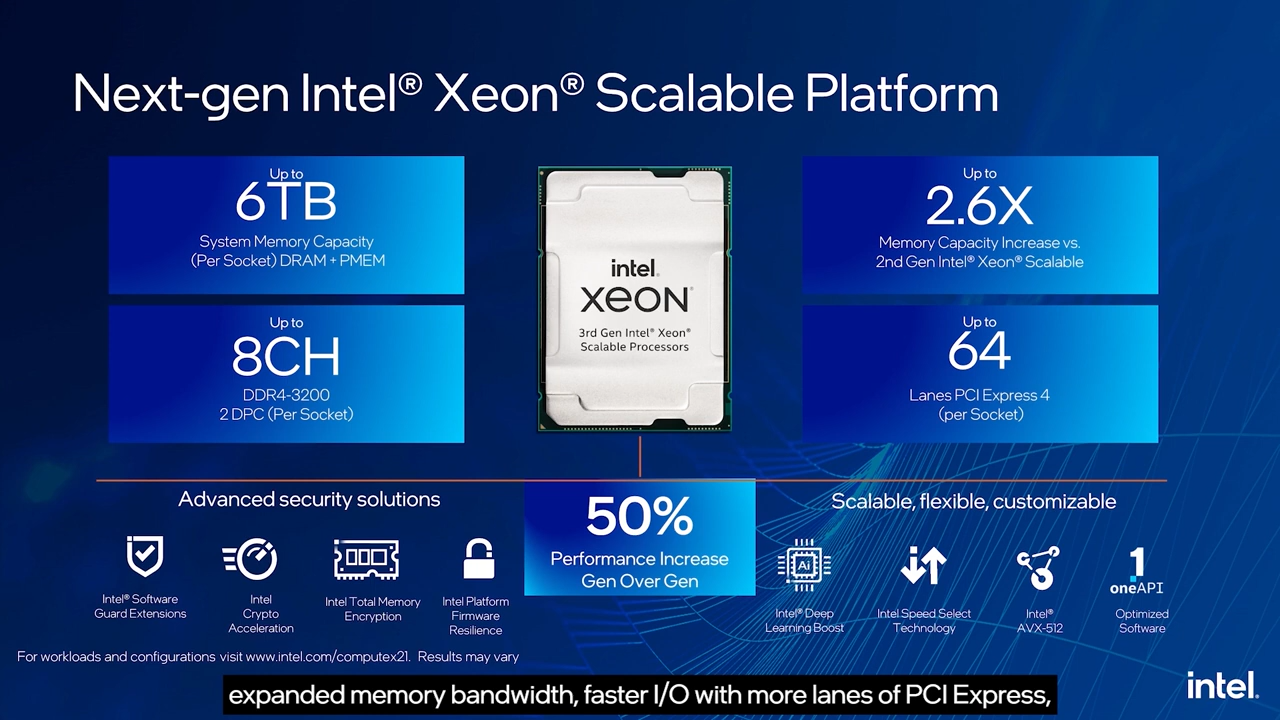 Next-gen Intel® Xeon® Scalable Platform
Up to
6TB
System Memory Capacity
(Per Socket) DRAM + PMEM
Up to
8CH
DDR4-3200
2 DPC (Per Socket)
intel.
xeon®
3rd Gen Intel® Xeon®
Scalable Processors
Up to
2.6X
Memory Capacity Increase vs.
2nd Gen Intel® Xeon® Scalable
Up to
64
Lanes PCI Express 4
(per Socket)
Advanced security solutions
Intel® Software
Guard Extensions
Intel
Crypto
Acceleration
Intel Total Memory
Encryption
Intel Platform
Firmware
Resilience
50%
Performance Increase
Gen Over Gen
Scalable, flexible, customizable
Ai
Intel® Deep
Learning Boost
Intel Speed Select
Technology
Intel®
AVX-512
1
oneAPI
Optimized
Software
For workloads and configurations visit www.intel.com/computex21. Results may vary
intel.
expanded memory bandwidth, faster I/O with more lanes of PCI Express,